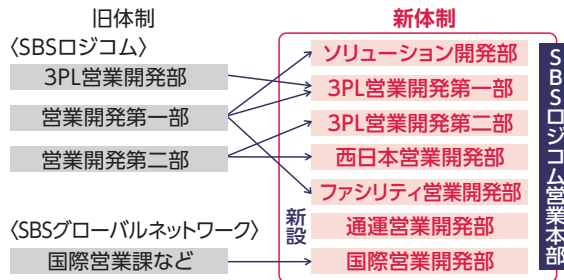 旧体制
新体制
〈SBSロジコム〉
3PL営業開発部
営業開発第一部
営業開発第二部
〈SBSグローバルネットワーク〉
国際営業課など
ソリューション開発部
3PL営業開発第一部
3PL営業開発第二部
西日本営業開発部
ファシリティ営業開発部
新設
通運営業開発部
国際営業開発部
SBSロジコム営業本部